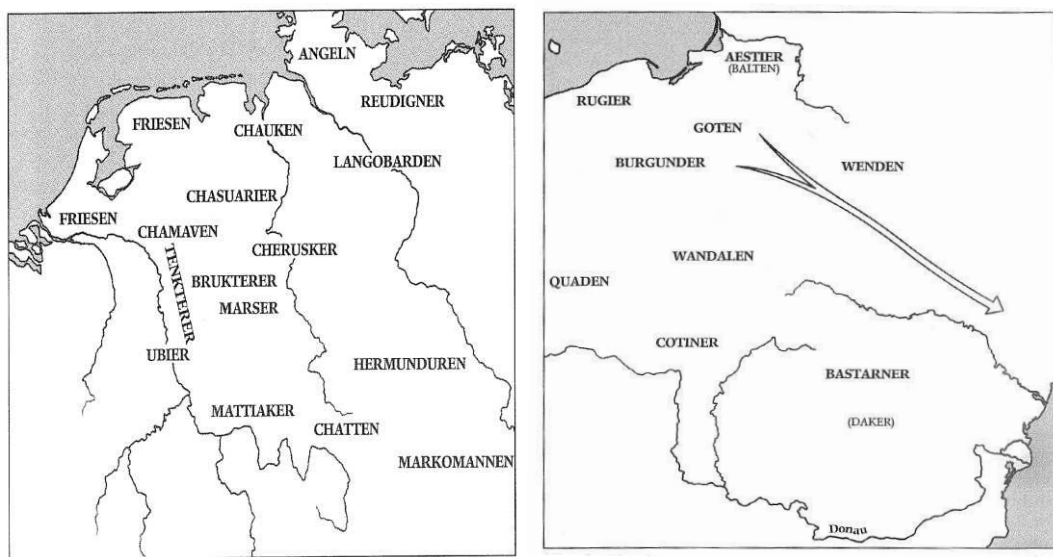 ANGELN
REUDIGNER
FRIESEN
CHAUKEN
LANGOBARDEN
CHASUARIER
FRIESEN
CHAMAVEN
TENKTERER
CHERUSKER
BRUKTERER
MARSER
UBIER
HERMUNDUREN
MATTIAKER
CHATTEN
MARKOMANNEN
AESTIER
(BALTEN)
RUGIER
GOTEN
BURGUNDER
WENDEN
WANDALEN
QUADEN
COTINER
BASTARNER
(DAKER)
Donau